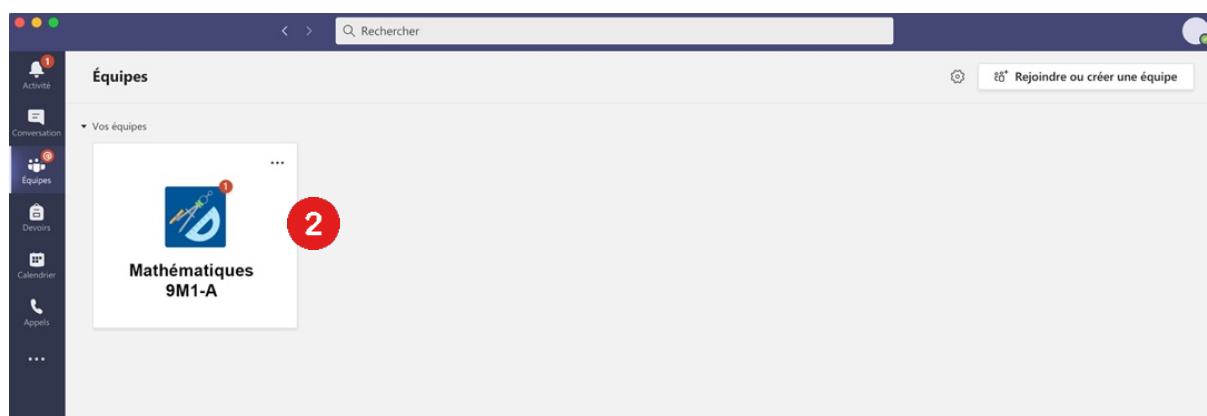 Rechercher
1
Activité
Équipes
Rejoindre ou créer une équipe
Conversation
Vos équipes
@
Équipes
1
2
Devoirs
Calendrier
Mathématiques
9M1-A
Appels